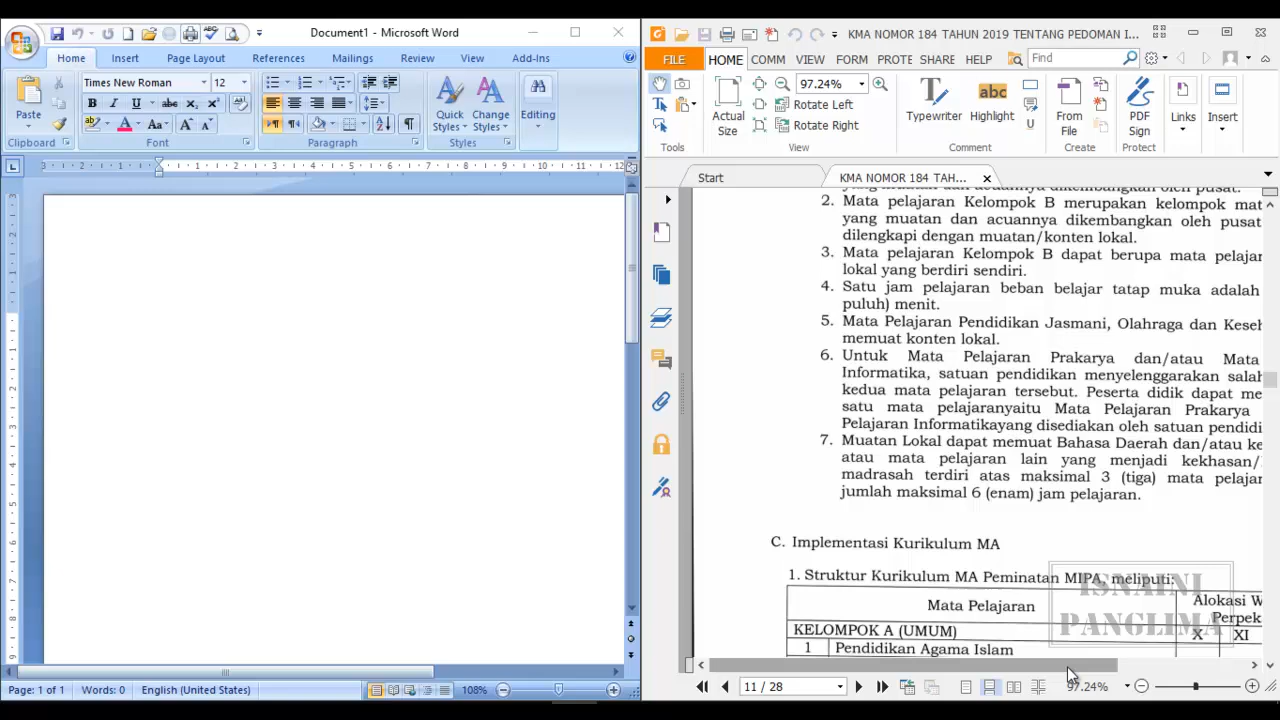 Document1 - Microsoft Word
Home Insert Page Layout References Mailings Review View Add-Ins
Times New Roman 12
Paste
Quick Styles
Change Styles
Editing
Clipboard Font Paragraph Styles
Page: 1 of 1 Words: 0 English (United States) 108%
KMA NOMOR 184 TAHUN 2019 TENTANG PEDOMAN I...
FILE HOME COMM VIEW FORM PROTE SHARE HELP Find
97.24%
Actual Size
Rotate Left
Rotate Right
Typewriter
Highlight
From File
PDF Sign
Links
Insert
Tools View Comment Create Protect
Start KMA NOMOR 184 TAH...
2. Mata pelajaran Kelompok B merupakan kelompok mat
yang muatan dan acuannya dikembangkan oleh pusat
dilengkapi dengan muatan/konten lokal.
3. Mata pelajaran Kelompok B dapat berupa mata pelajar
lokal yang berdiri sendiri.
4. Satu jam pelajaran beban belajar tatap muka adalah
puluh) menit.
5. Mata Pelajaran Pendidikan Jasmani, Olahraga dan Keseh
memuat konten lokal.
6. Untuk Mata Pelajaran Prakarya dan/atau Mata
Informatika, satuan pendidikan menyelenggarakan salah
kedua mata pelajaran tersebut. Peserta didik dapat me
satu mata pelajaranyaitu Mata Pelajaran Prakarya
Pelajaran Informatikayang disediakan oleh satuan pendidi
7. Muatan Lokal dapat memuat Bahasa Daerah dan/atau ke
atau mata pelajaran lain yang menjadi kekhasan/
madrasah terdiri atas maksimal 3 (tiga) mata pelajar
jumlah maksimal 6 (enam) jam pelajaran.
C. Implementasi Kurikulum MA
1. Struktur Kurikulum MA Peminatan MIPA, meliputi:
Mata Pelajaran
Alokasi W
Perpek
KELOMPOK A (UMUM) X XI
1 Pendidikan Agama Islam
ISNAINI
PANGLIMA
11 / 28 97.24%